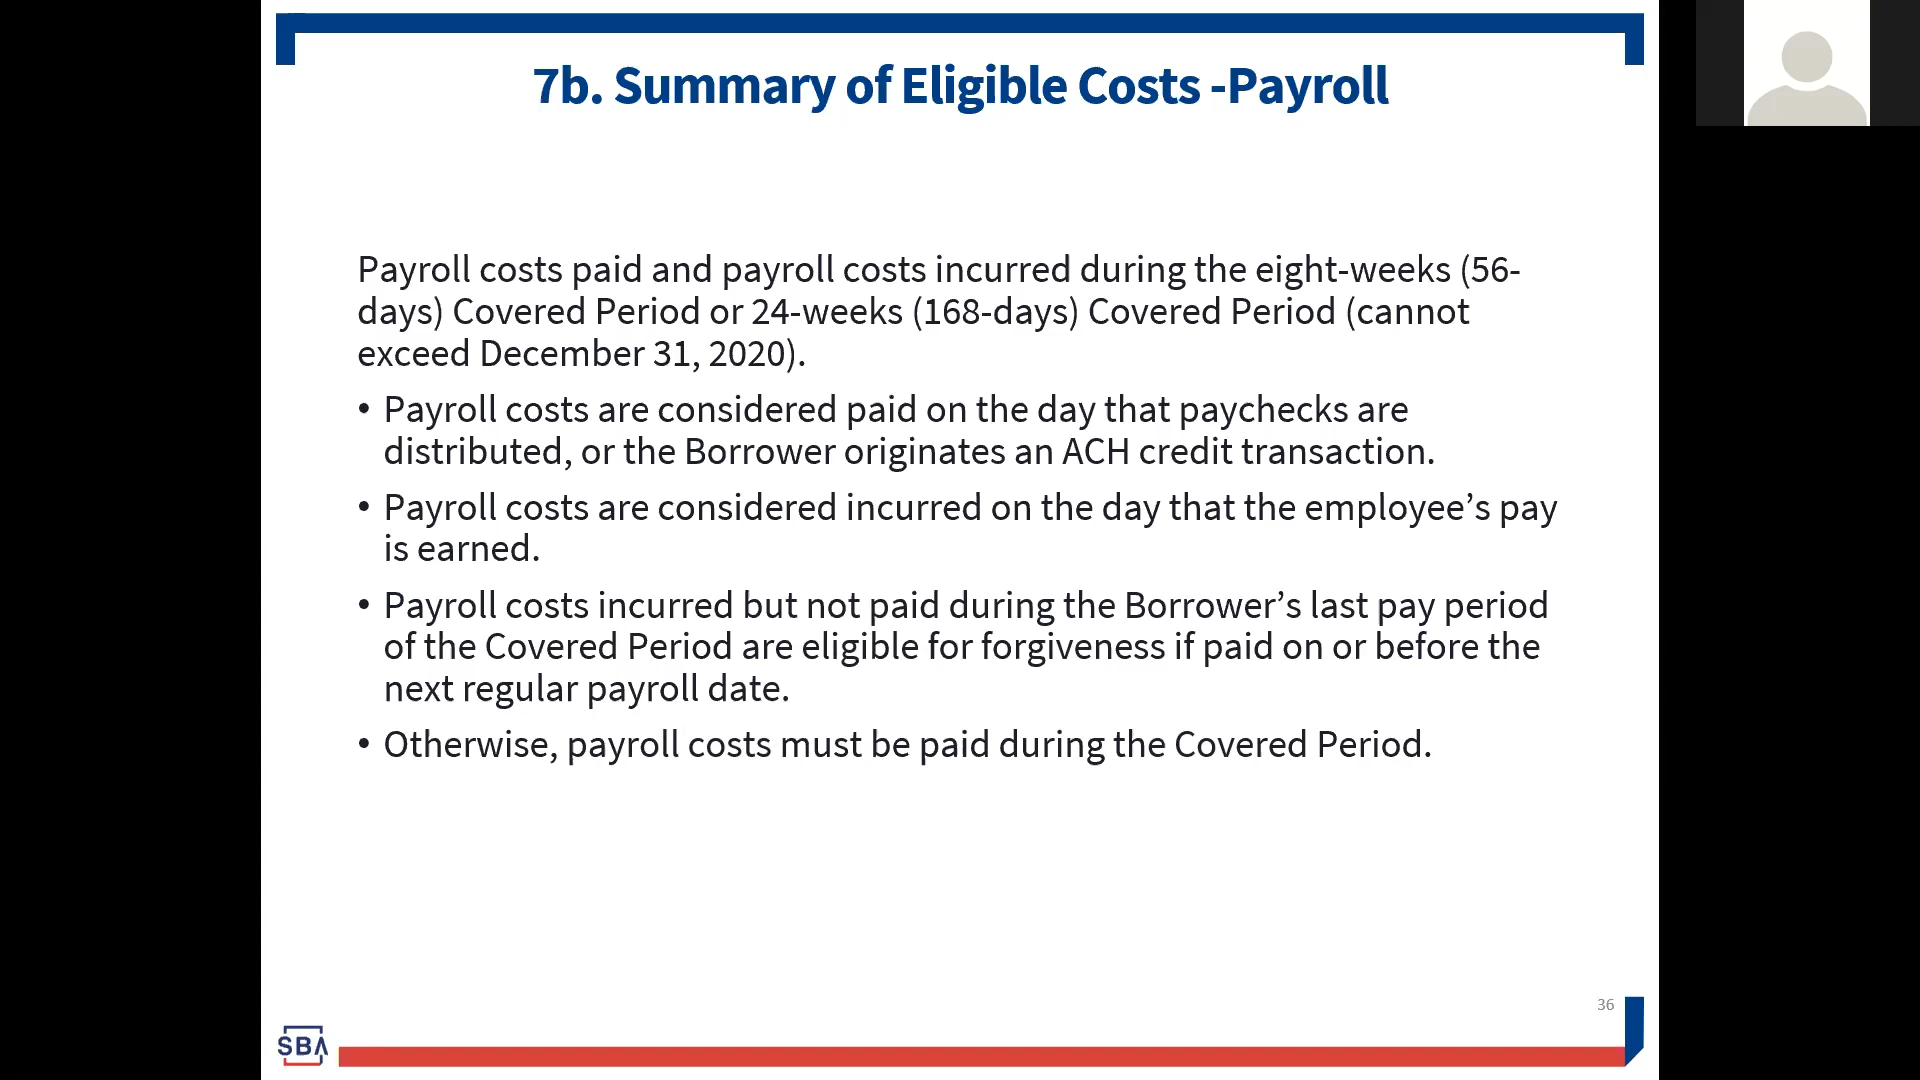 7b. Summary of Eligible Costs -Payroll
Payroll costs paid and payroll costs incurred during the eight-weeks (56-
days) Covered Period or 24-weeks (168-days) Covered Period (cannot
exceed December 31, 2020).
• Payroll costs are considered paid on the day that paychecks are
distributed, or the Borrower originates an ACH credit transaction.
• Payroll costs are considered incurred on the day that the employee’s pay
is earned.
• Payroll costs incurred but not paid during the Borrower’s last pay period
of the Covered Period are eligible for forgiveness if paid on or before the
next regular payroll date.
• Otherwise, payroll costs must be paid during the Covered Period.
36
SBA